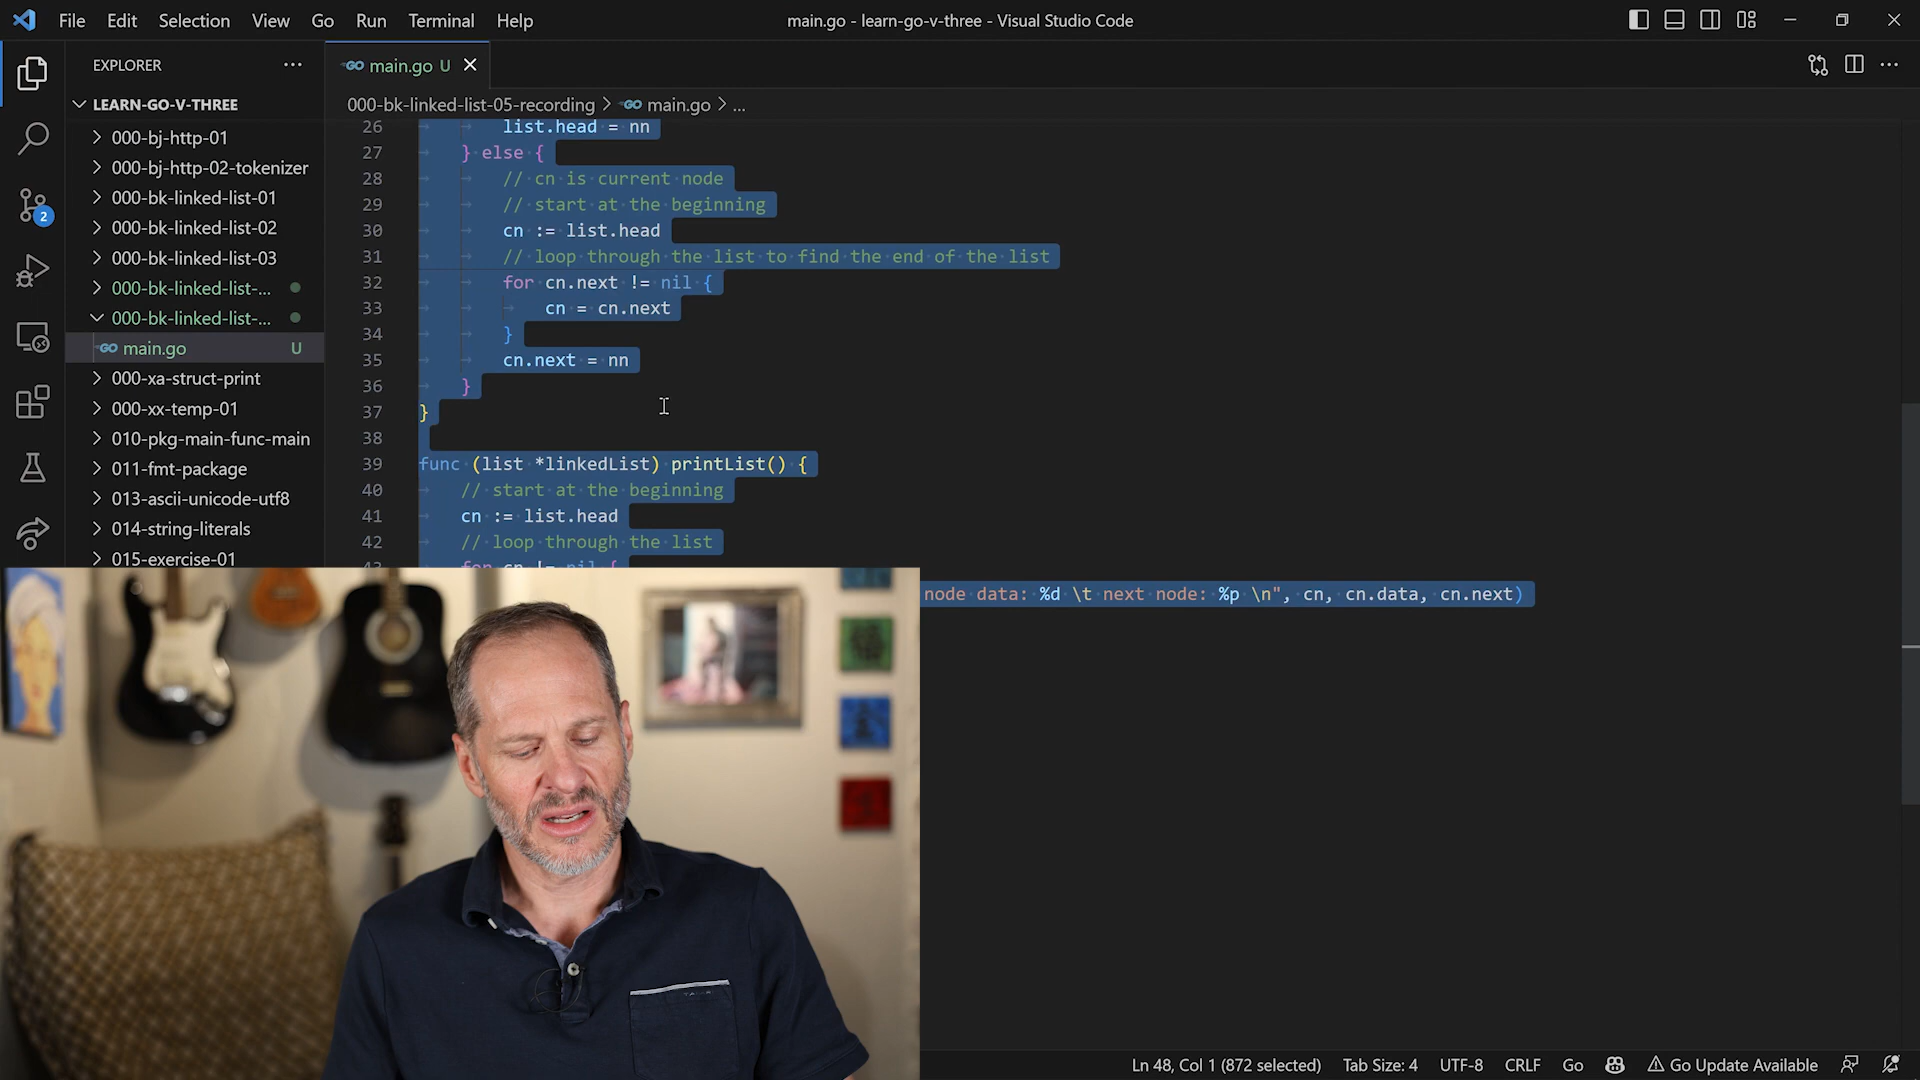 File Edit Selection View Go Run Terminal Help
main.go - learn-go-v-three - Visual Studio Code
EXPLORER
main.go U
LEARN-GO-V-THREE
000-bk-linked-list-05-recording > main.go > ...
000-bj-http-01
000-bj-http-02-tokenizer
000-bk-linked-list-01
000-bk-linked-list-02
000-bk-linked-list-03
000-bk-linked-list-...
000-bk-linked-list-...
main.go U
000-xa-struct-print
000-xx-temp-01
010-pkg-main-func-main
011-fmt-package
013-ascii-unicode-utf8
014-string-literals
015-exercise-01
2
26 list.head = nn
27 } else {
28 // cn is current node
29 // start at the beginning
30 cn := list.head
31 // loop through the list to find the end of the list
32 for cn.next != nil {
33 cn = cn.next
34 }
35 cn.next = nn
36 }
37 }
38
39 func (list *linkedList) printList() {
40 // start at the beginning
41 cn := list.head
42 // loop through the list
43 for cn != nil {
node data: %d \t next node: %p \n", cn, cn.data, cn.next)
Ln 48, Col 1 (872 selected) Tab Size: 4 UTF-8 CRLF Go Go Update Available